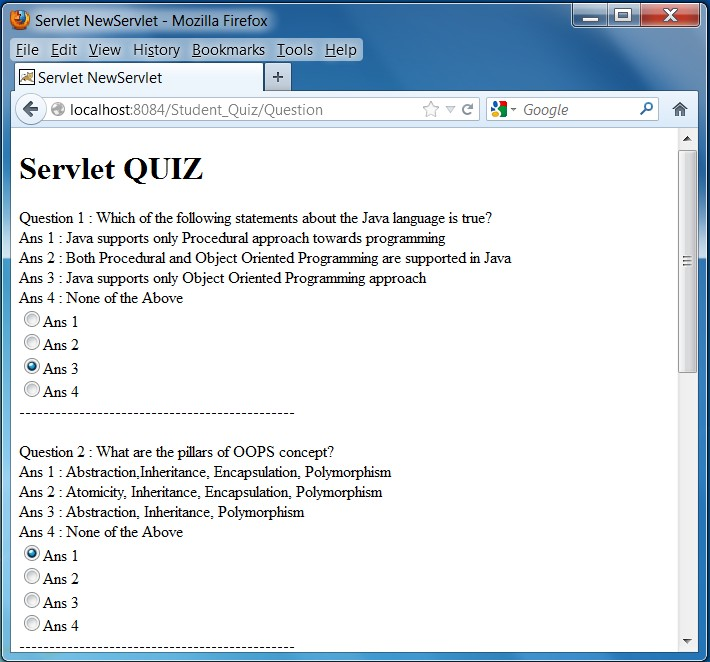 Servlet NewServlet - Mozilla Firefox
File Edit View History Bookmarks Tools Help
Servlet NewServlet +
localhost:8084/Student_Quiz/Question Google
Servlet QUIZ
Question 1 : Which of the following statements about the Java language is true?
Ans 1 : Java supports only Procedural approach towards programming
Ans 2 : Both Procedural and Object Oriented Programming are supported in Java
Ans 3 : Java supports only Object Oriented Programming approach
Ans 4 : None of the Above
Ans 1
Ans 2
Ans 3
Ans 4
----------------------------------------------
Question 2 : What are the pillars of OOPS concept?
Ans 1 : Abstraction,Inheritance, Encapsulation, Polymorphism
Ans 2 : Atomicity, Inheritance, Encapsulation, Polymorphism
Ans 3 : Abstraction, Inheritance, Polymorphism
Ans 4 : None of the Above
Ans 1
Ans 2
Ans 3
Ans 4
----------------------------------------------